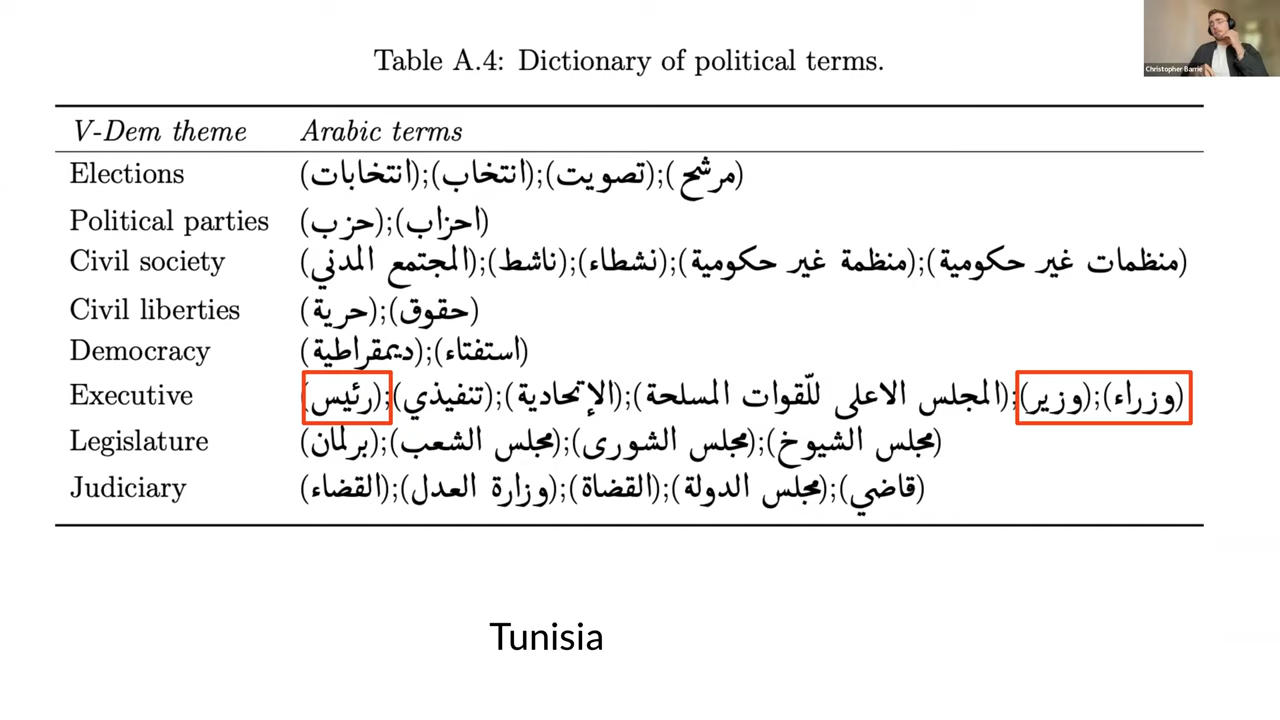 Christopher Barrie
Table A.4: Dictionary of political terms.
V-Dem theme Arabic terms
Elections (انتخابات);(انتخاب);(تصويت);(مرشح)
Political parties (حزب);(احزاب)
Civil society (المجتمع المدني);(ناشط);(نشطاء);(منظمة غير حكومية);(منظمات غير حكومية)
Civil liberties (حرية);(حقوق)
Democracy (ديمقراطية);(استفتاء)
Executive (رئيس);(تنفيذي);(الإتحادية);(المجلس الاعلى للّقوات المسلحة);(وزير);(وزراء)
Legislature (برلمان);(مجلس الشعب);(مجلس الشورى);(مجلس الشيوخ)
Judiciary (القضاء);(وزارة العدل);(القضاة);(مجلس الدولة);(قاضي)
Tunisia